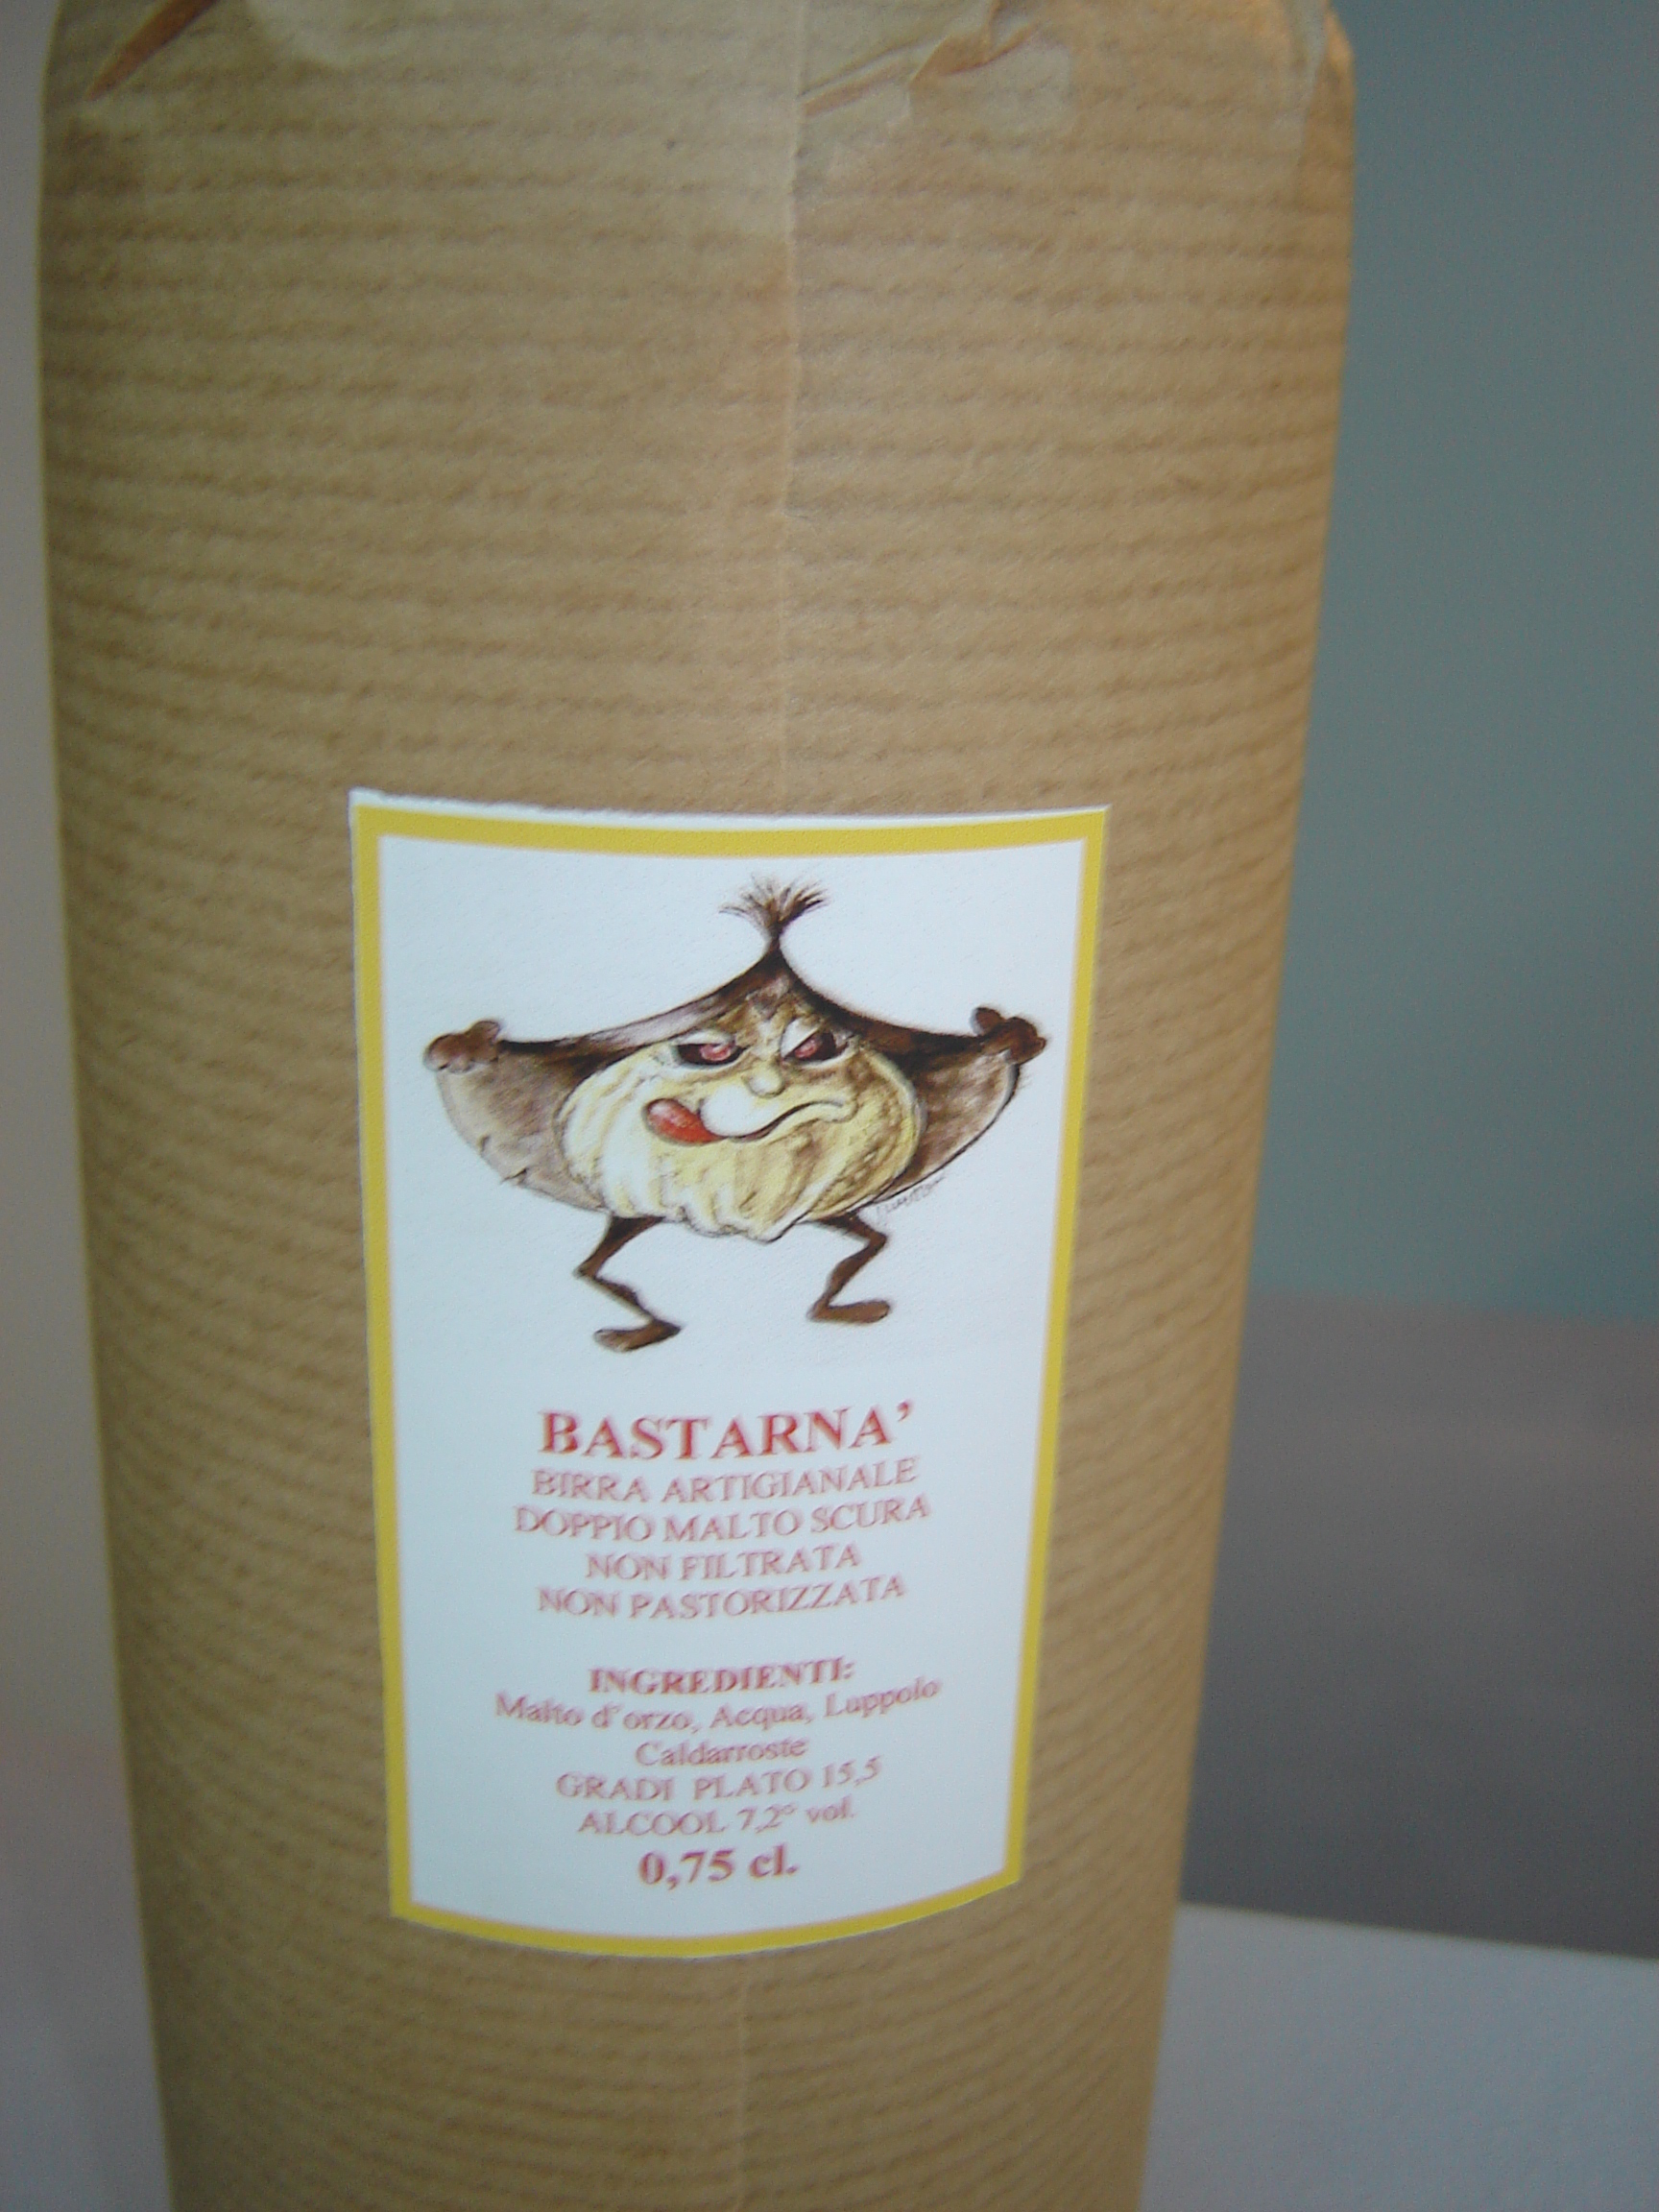 BASTARNA'
BIRRA ARTIGIANALE
DOPPIO MALTO SCURA
NON FILTRATA
NON PASTORIZZATA
INGREDIENTI:
Malto d'orzo, Acqua, Luppolo
Caldarroste
GRADI PLATO 15,5
ALCOOL 7,2° vol.
0,75 cl.